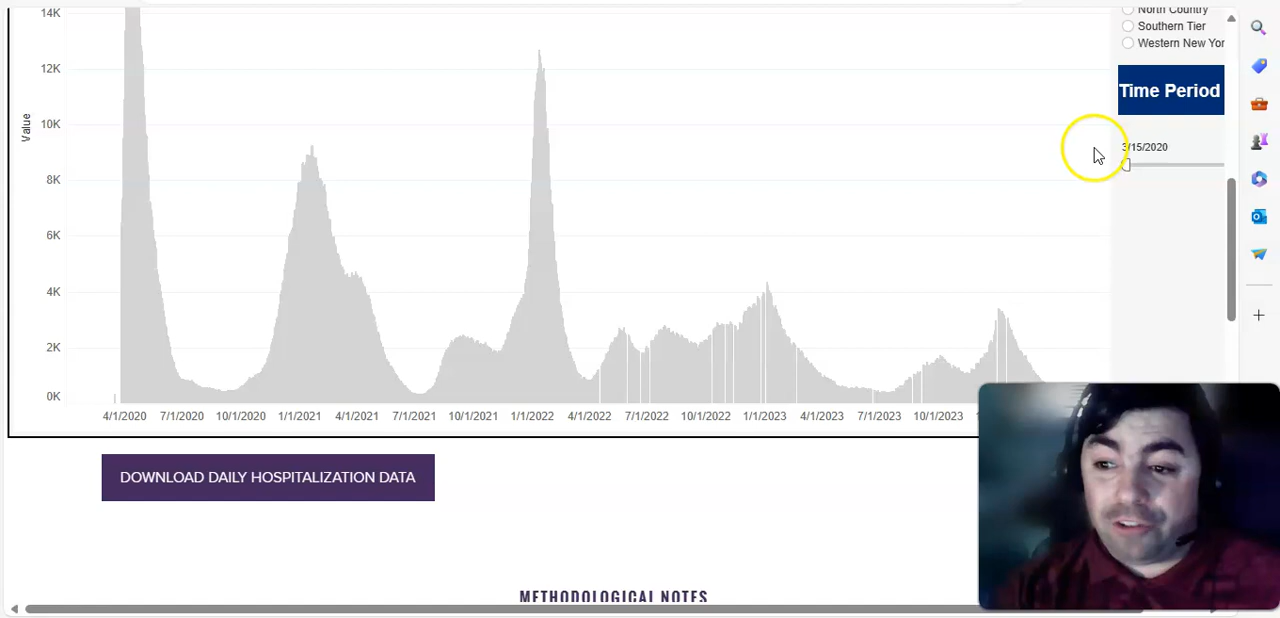 14K
North Country
Southern Tier
Western New Yor
12K
Time Period
Value
10K
3/15/2020
8K
6K
4K
2K
0K
4/1/2020 7/1/2020 10/1/2020 1/1/2021 4/1/2021 7/1/2021 10/1/2021 1/1/2022 4/1/2022 7/1/2022 10/1/2022 1/1/2023 4/1/2023 7/1/2023 10/1/2023
DOWNLOAD DAILY HOSPITALIZATION DATA
METHODOLOGICAL NOTES